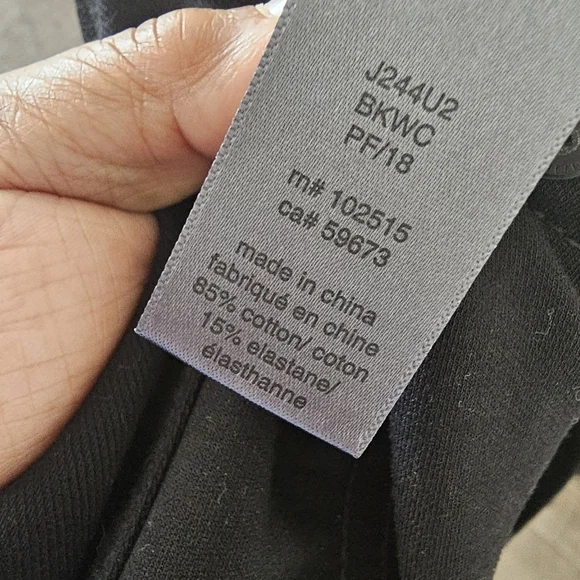 J244U2
BKWC
PF/18
m# 102515
ca# 59673
made in china
fabriqué en chine
85% cotton/ coton
15% elastane/
élasthanne